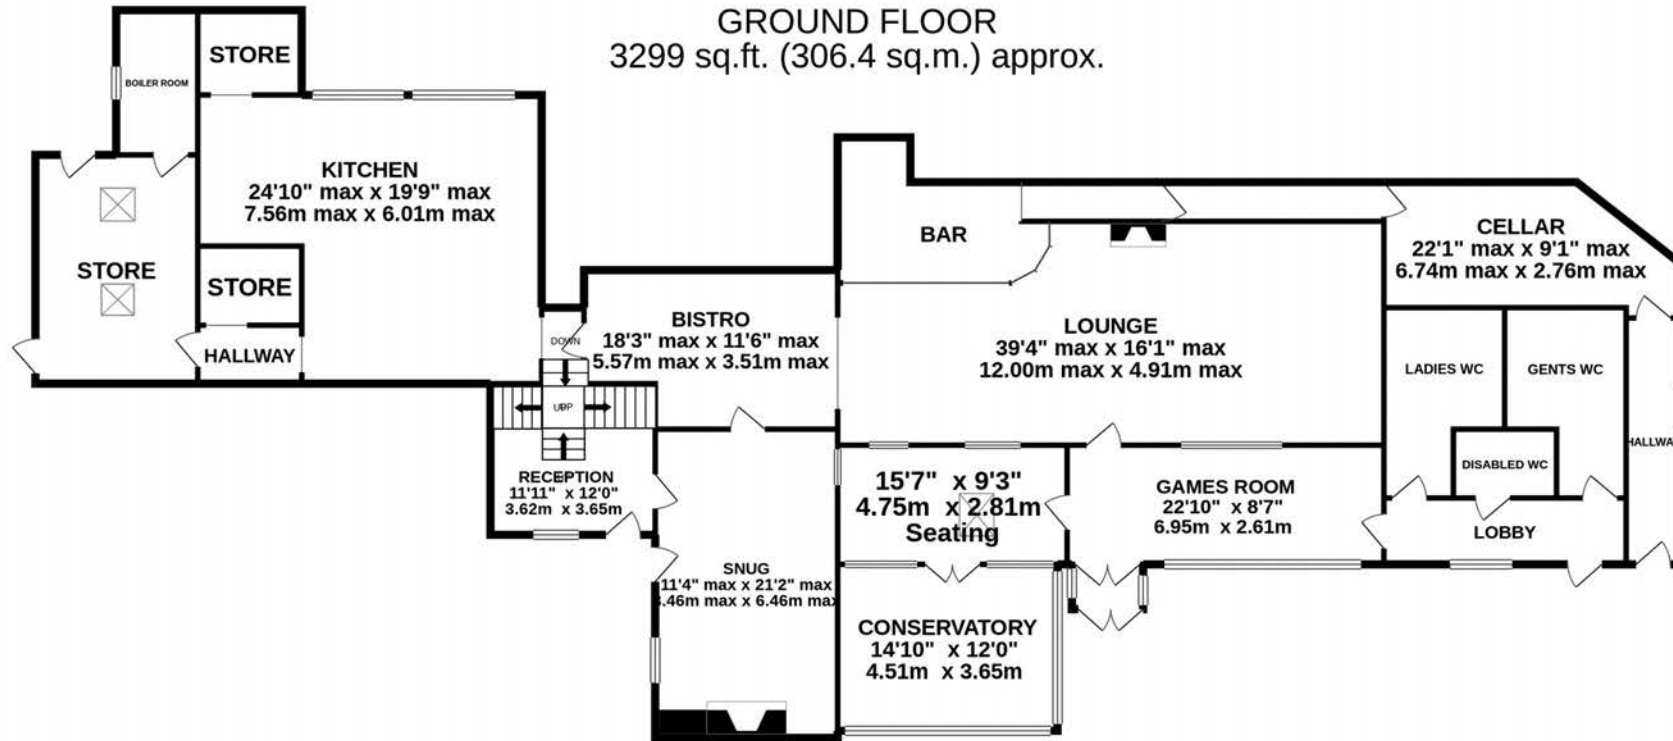 GROUND FLOOR
3299 sq.ft. (306.4 sq.m.) approx.
STORE
BOILER ROOM
KITCHEN
24'10" max x 19'9" max
7.56m max x 6.01m max
STORE
STORE
HALLWAY
BAR
CELLAR
22'1" max x 9'1" max
6.74m max x 2.76m max
BISTRO
18'3" max x 11'6" max
5.57m max x 3.51m max
DOWN
UP
LOUNGE
39'4" max x 16'1" max
12.00m max x 4.91m max
LADIES WC
GENTS WC
HALLWA
DISABLED WC
RECEPTION
11'11" x 12'0"
3.62m x 3.65m
15'7" x 9'3"
4.75m x 2.81m
Seating
GAMES ROOM
22'10" x 8'7"
6.95m x 2.61m
LOBBY
SNUG
11'4" max x 21'2" max
.46m max x 6.46m max
CONSERVATORY
14'10" x 12'0"
4.51m x 3.65m